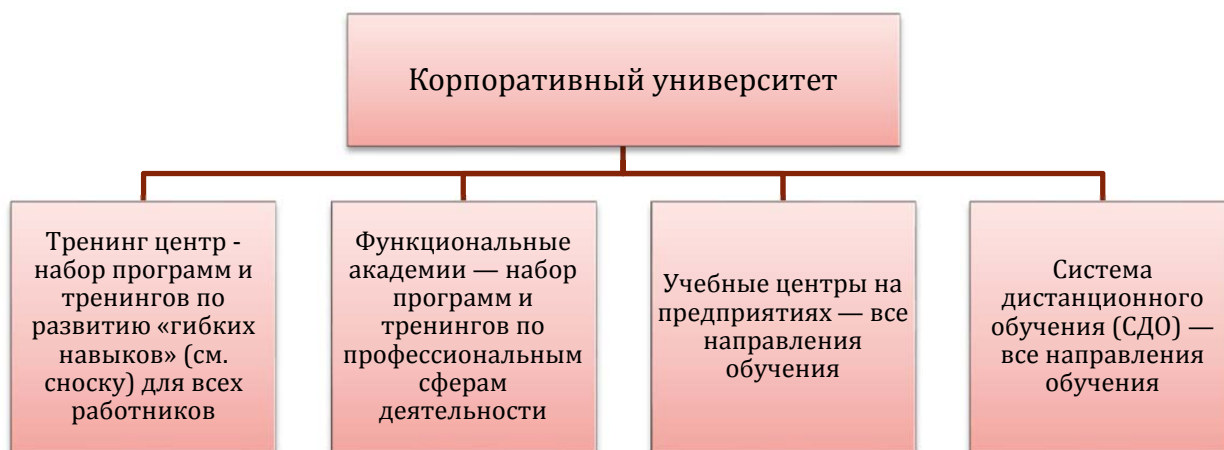 Корпоративный университет
Тренинг центр -
набор программ и
тренингов по
развитию «гибких
навыков» (см.
сноску) для всех
работников
Функциональные
академии — набор
программ и
тренингов по
профессиональным
сферам
деятельности
Учебные центры на
предприятиях — все
направления
обучения
Система
дистанционного
обучения (СДО) —
все направления
обучения